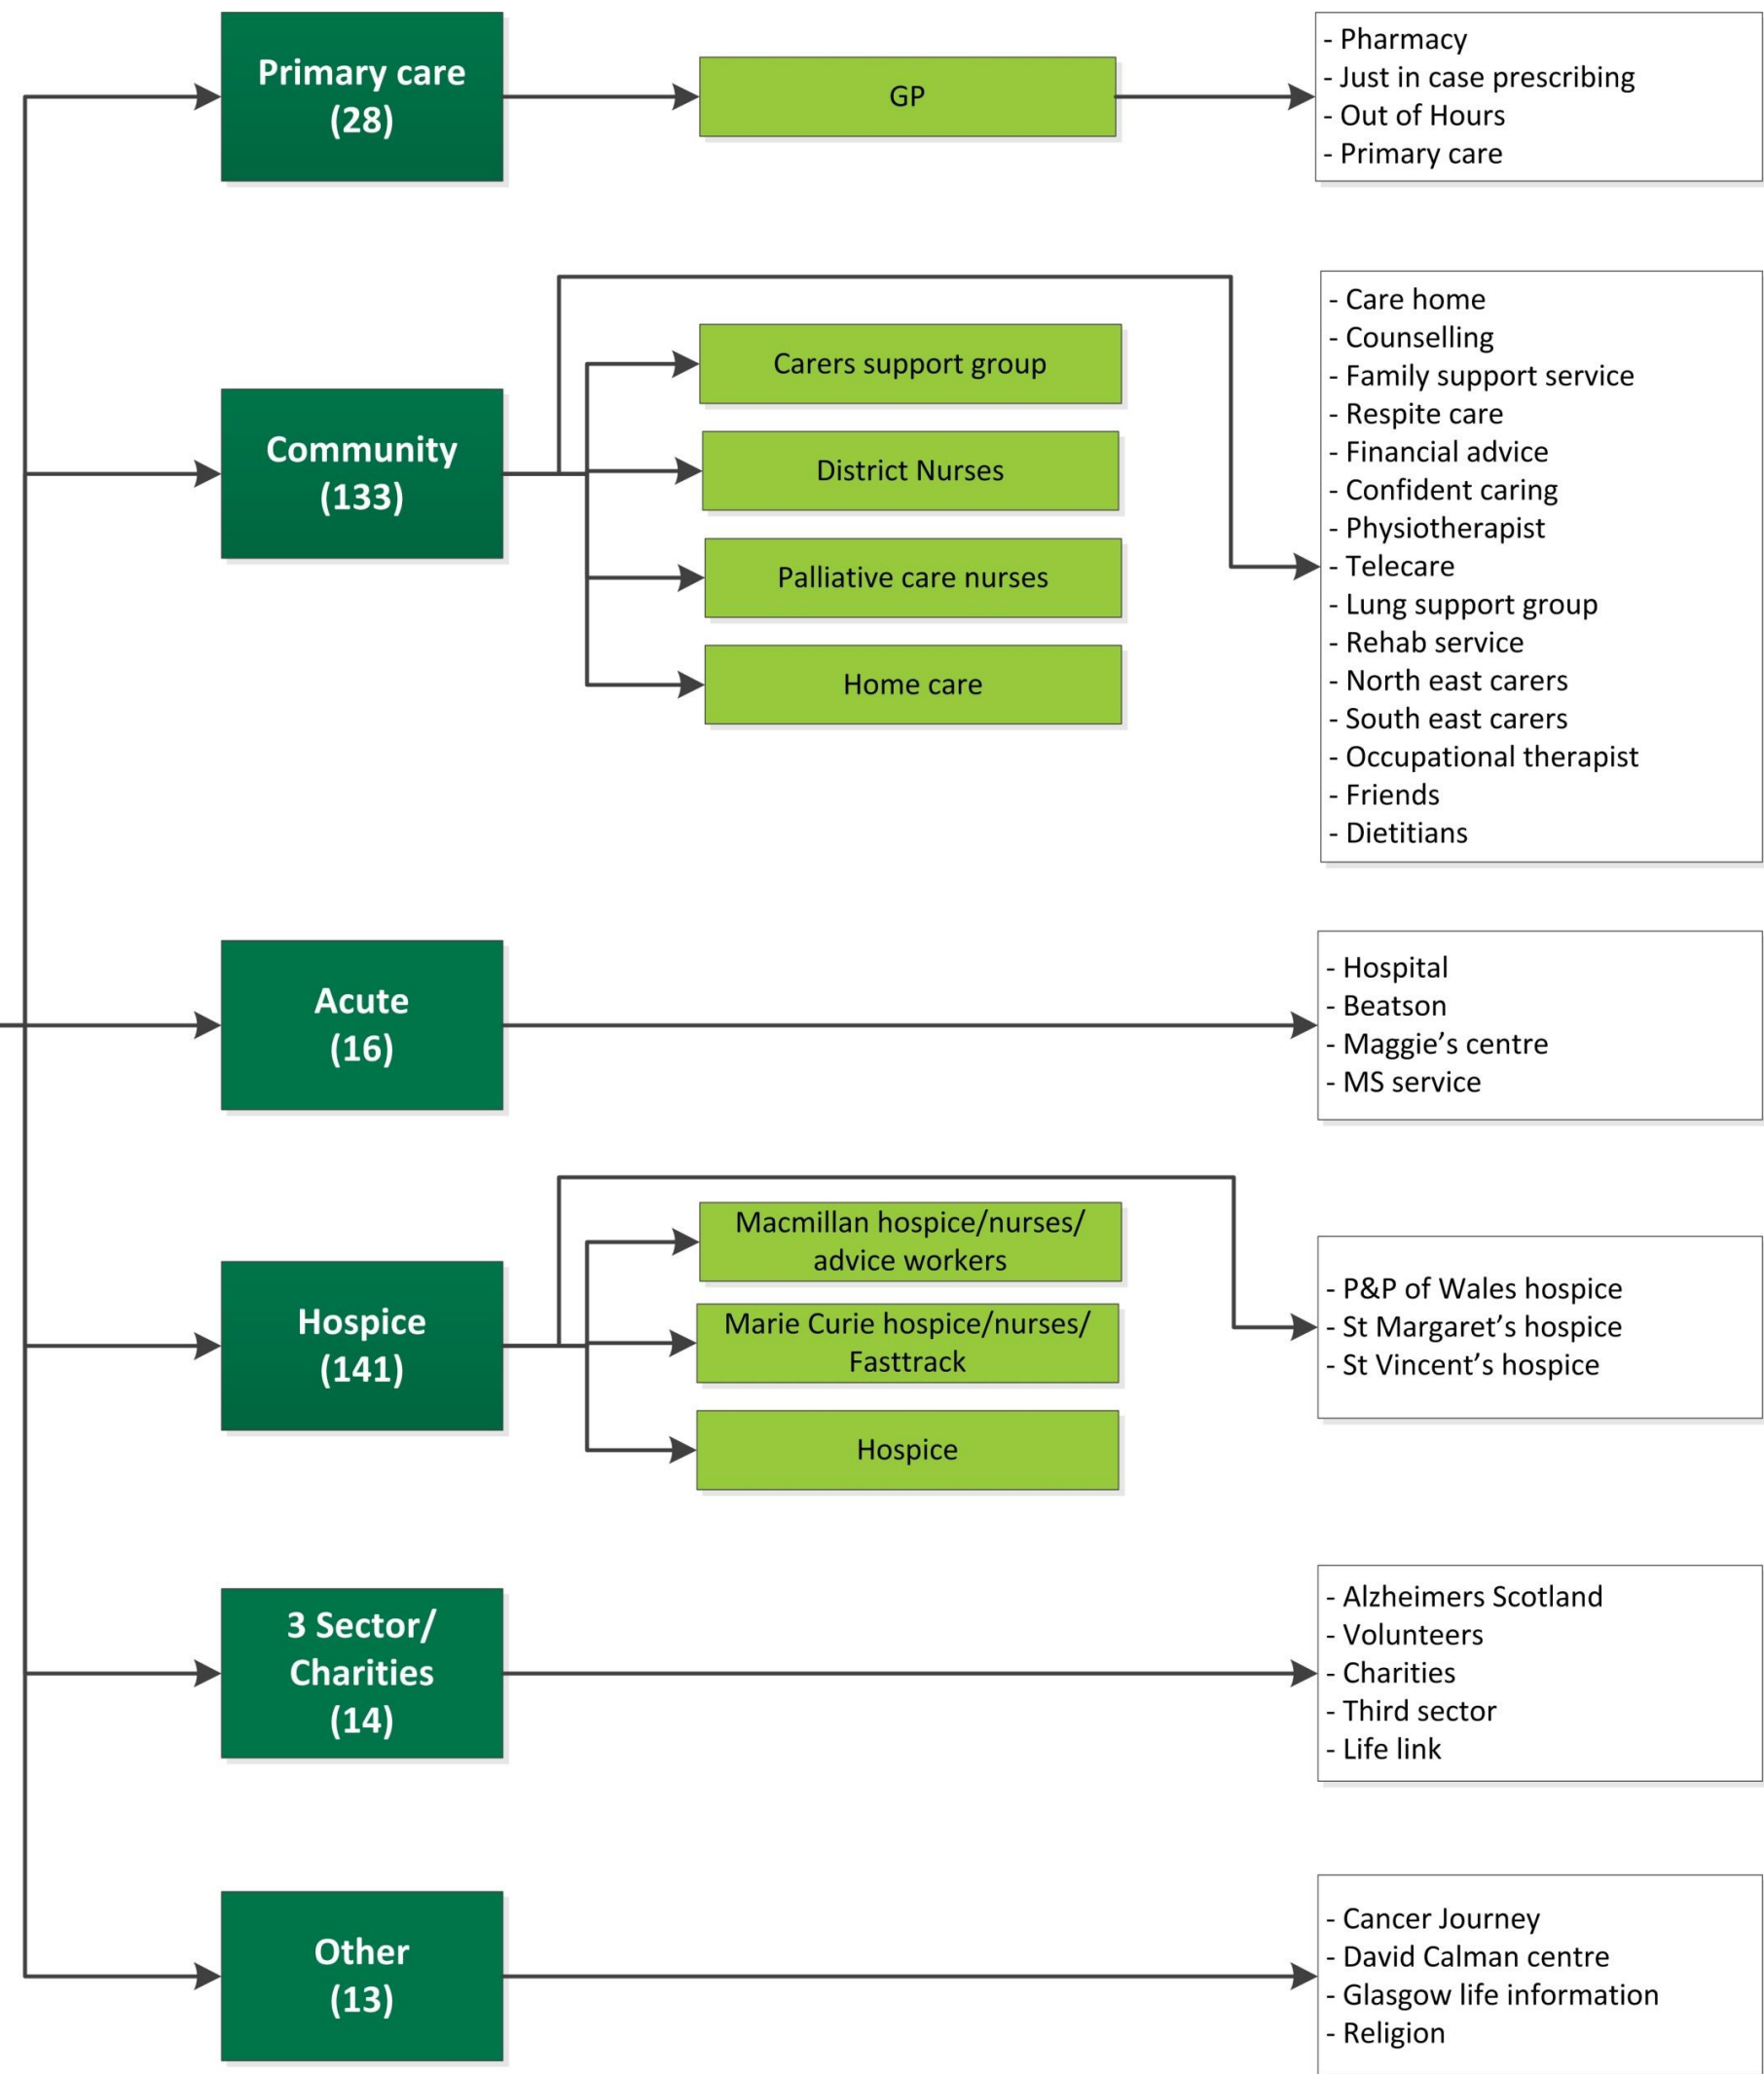 Primary care
(28)
GP
- Pharmacy
- Just in case prescribing
- Out of Hours
- Primary care
Community
(133)
Carers support group
District Nurses
Palliative care nurses
Home care
- Care home
- Counselling
- Family support service
- Respite care
- Financial advice
- Confident caring
- Physiotherapist
- Telecare
- Lung support group
- Rehab service
- North east carers
- South east carers
- Occupational therapist
- Friends
- Dietitians
Acute
(16)
- Hospital
- Beatson
- Maggie’s centre
- MS service
Hospice
(141)
Macmillan hospice/nurses/
advice workers
Marie Curie hospice/nurses/
Fasttrack
Hospice
- P&P of Wales hospice
- St Margaret’s hospice
- St Vincent’s hospice
3 Sector/
Charities
(14)
- Alzheimers Scotland
- Volunteers
- Charities
- Third sector
- Life link
Other
(13)
- Cancer Journey
- David Calman centre
- Glasgow life information
- Religion